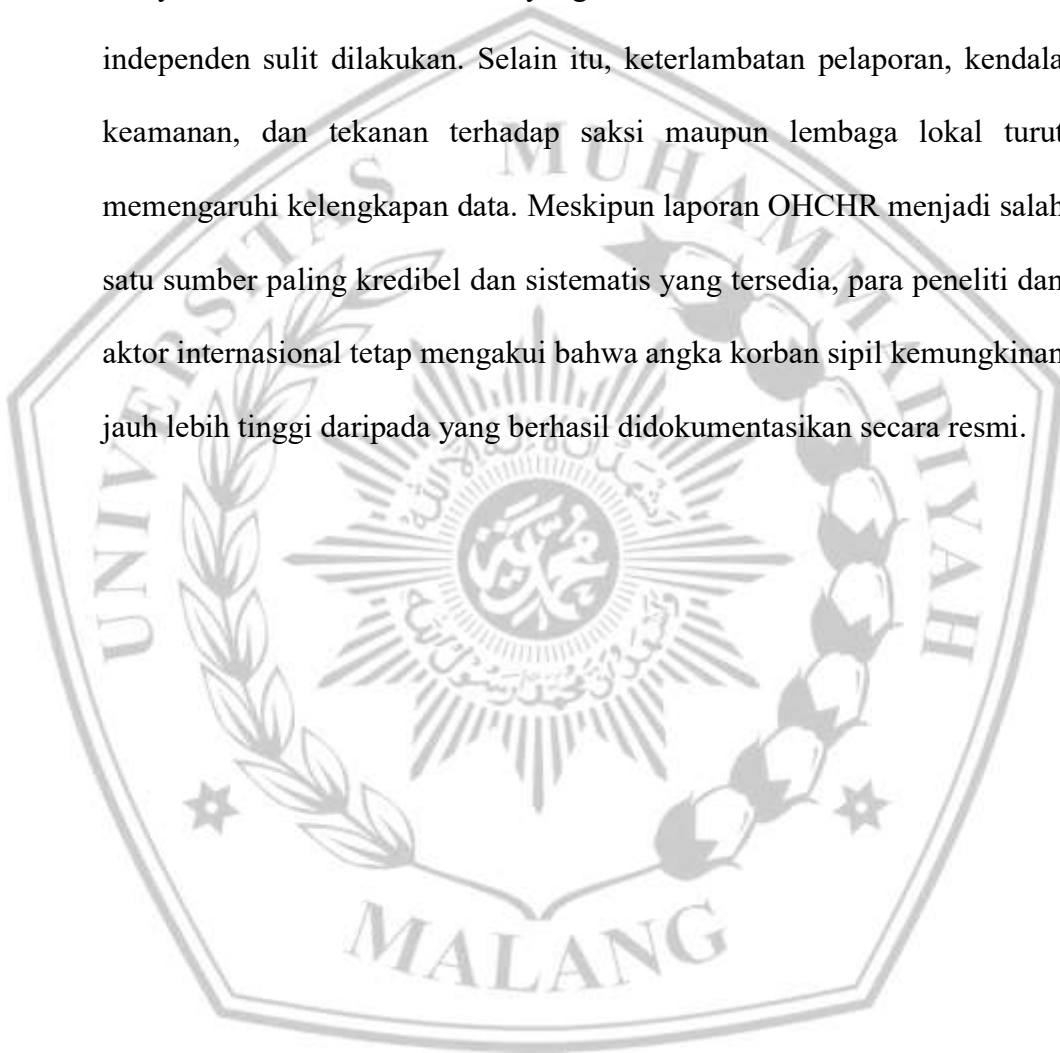 independen sulit dilakukan. Selain itu, keterlambatan pelaporan, kendala
keamanan, dan tekanan terhadap saksi maupun lembaga lokal turut
memengaruhi kelengkapan data. Meskipun laporan OHCHR menjadi salah
satu sumber paling kredibel dan sistematis yang tersedia, para peneliti dan
aktor internasional tetap mengakui bahwa angka korban sipil kemungkinan
jauh lebih tinggi daripada yang berhasil didokumentasikan secara resmi.
UNIVERSITAS MUHAMMADIYAH
MALANG